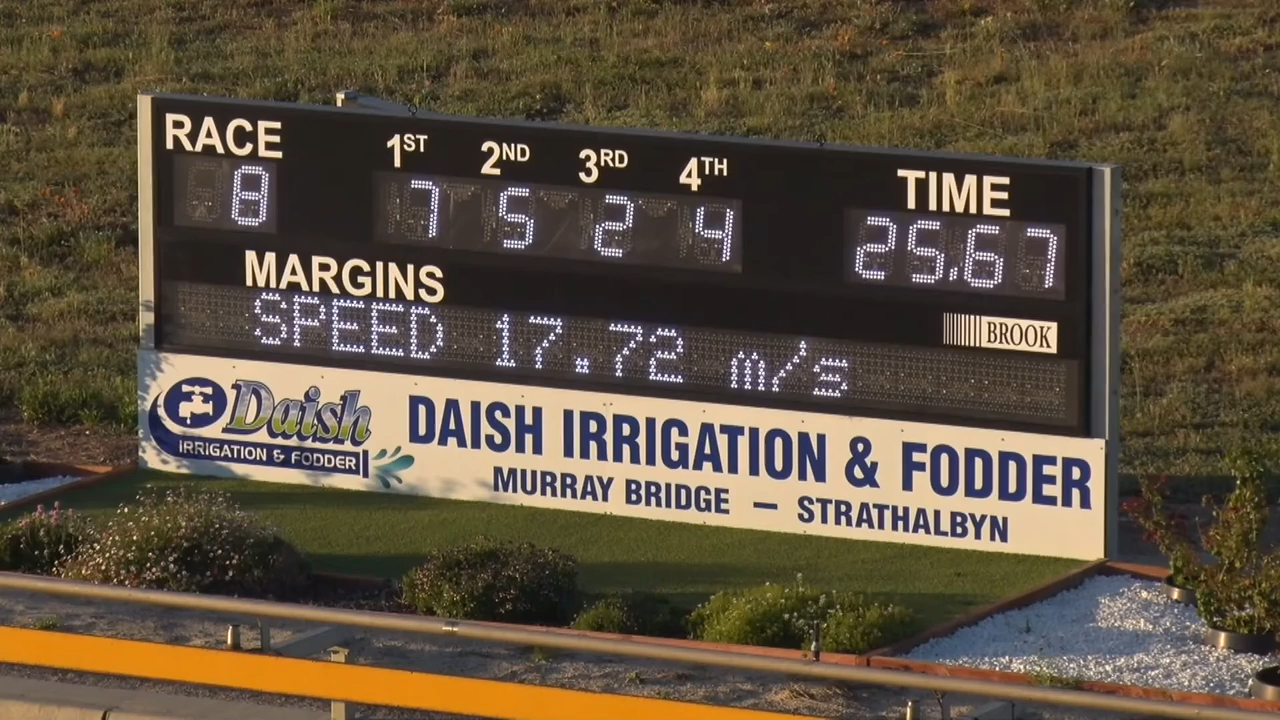 RACE 1ST 2ND 3RD 4TH TIME
8 7 5 2 4 25.67
MARGINS
BROOK
SPEED 17.72 m/s
Daish
IRRIGATION & FODDER
DAISH IRRIGATION & FODDER
MURRAY BRIDGE — STRATHALBYN